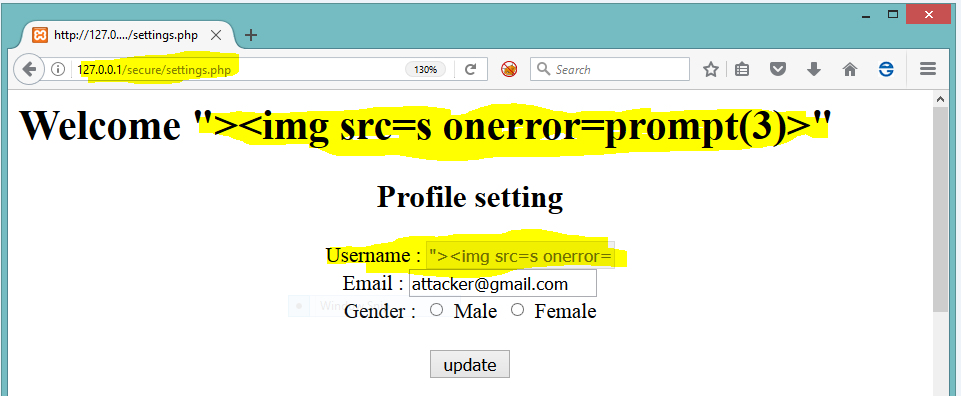 http://127.0..../settings.php
127.0.0.1/secure/settings.php 130% Search
Welcome "><img src=s onerror=prompt(3)>"
Profile setting
Username : "><img src=s onerror=
Email : attacker@gmail.com
Gender : Male Female
update